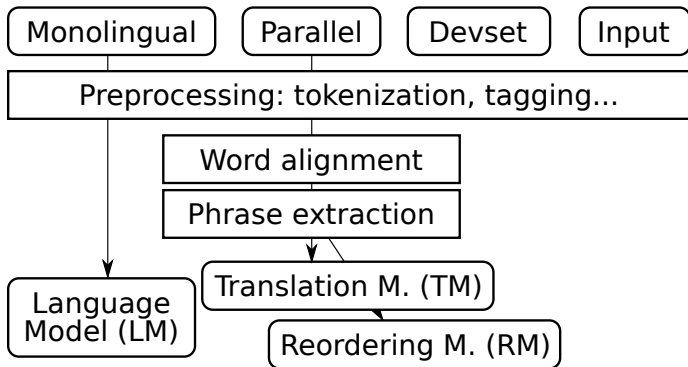 Monolingual
Parallel
Devset
Input
Preprocessing: tokenization, tagging...
Word alignment
Phrase extraction
Translation M. (TM)
Language
Model (LM)
Reordering M. (RM)